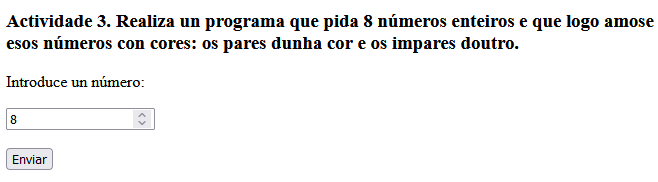 Actividade 3. Realiza un programa que pida 8 números enteiros e que logo amose
esos números con cores: os pares dunha cor e os impares doutro.
Introduce un número:
8
Enviar